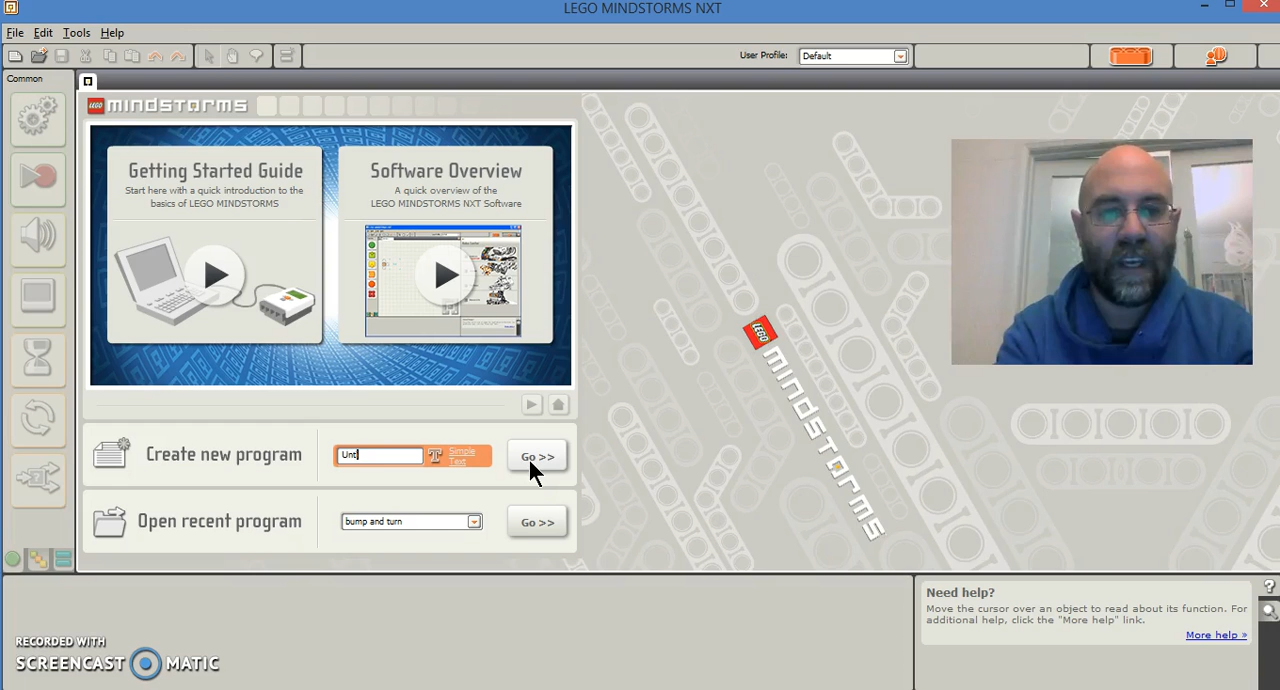 LEGO MINDSTORMS NXT
File Edit Tools Help
User Profile: Default
Common
LEGO mindstorms
Getting Started Guide
Start here with a quick introduction to the
basics of LEGO MINDSTORMS
Software Overview
A quick overview of the
LEGO MINDSTORMS NXT Software
LEGO mindstorms
Create new program
Unt
T
Simple
Text
Go >>
Open recent program
bump and turn
Go >>
Need help?
Move the cursor over an object to read about its function. For
additional help, click the "More help" link.
More help »
?
RECORDED WITH
SCREENCAST MATIC